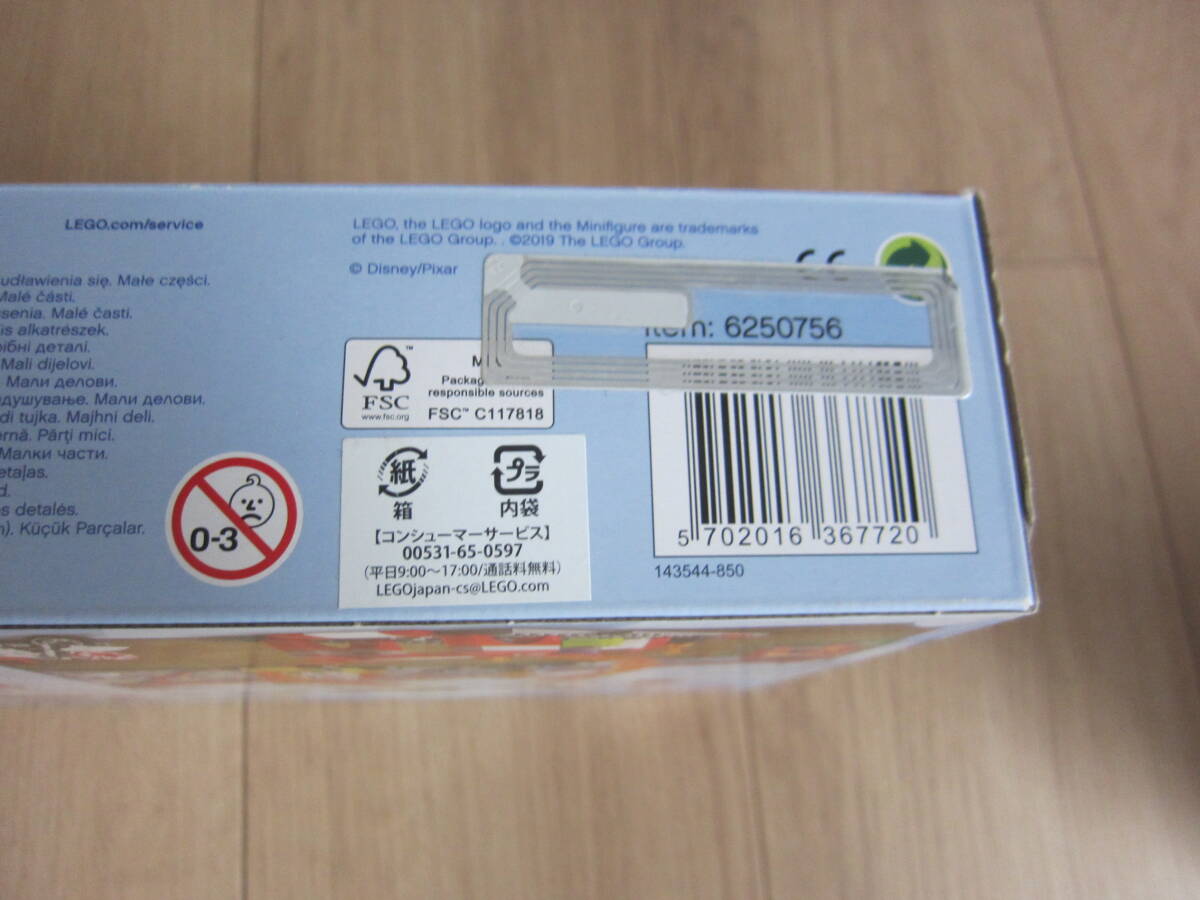 LEGO.com/service
udławienia się. Małe części.
Malé části.
senia. Malé časti.
is alkatrészek.
рібні деталі.
Mali dijelovi.
Мали делови.
душување. Мали делови.
di tujka. Majhni deli.
ernă. Părți mici.
Малки части.
etaļas.
d.
s detalės.
). Küçük Parçalar.
0-3
LEGO, the LEGO logo and the Minifigure are trademarks
of the LEGO Group. . ©2019 The LEGO Group.
© Disney/Pixar
CE
Item: 6250756
FSC™
www.fsc.org
responsible sources
FSC™ C117818
紙
箱
プラ
内袋
【コンシューマーサービス】
00531-65-0597
(平日9:00～17:00/通話料無料)
LEGOjapan-cs@LEGO.com
5 702016 367720
143544-850